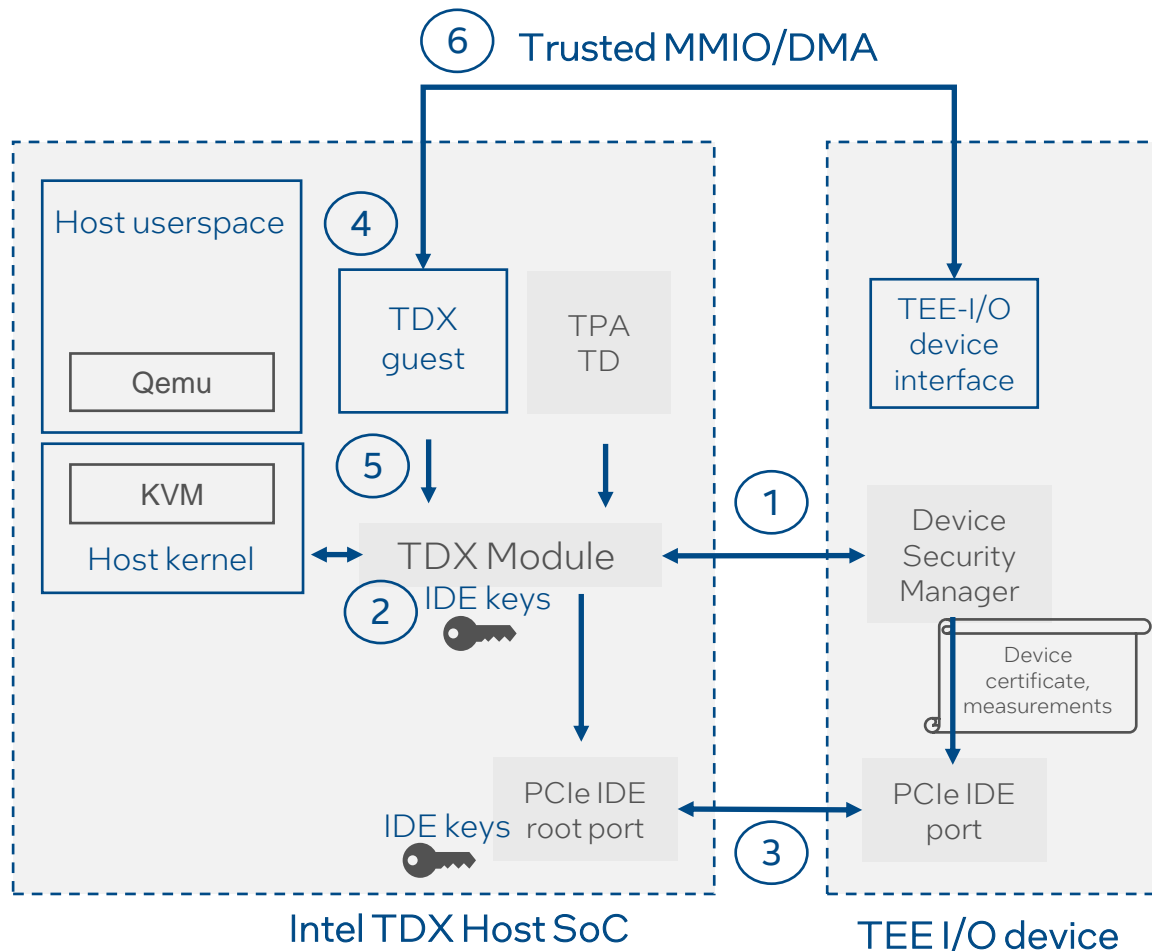 6 Trusted MMIO/DMA
Host userspace
Qemu
4
TDX
guest
TPA
TD
TEE-I/O
device
interface
KVM
Host kernel
5
1
TDX Module
Device
Security
Manager
2 IDE keys
Device
certificate,
measurements
PCIe IDE
root port
PCIe IDE
port
IDE keys
3
Intel TDX Host SoC
TEE I/O device